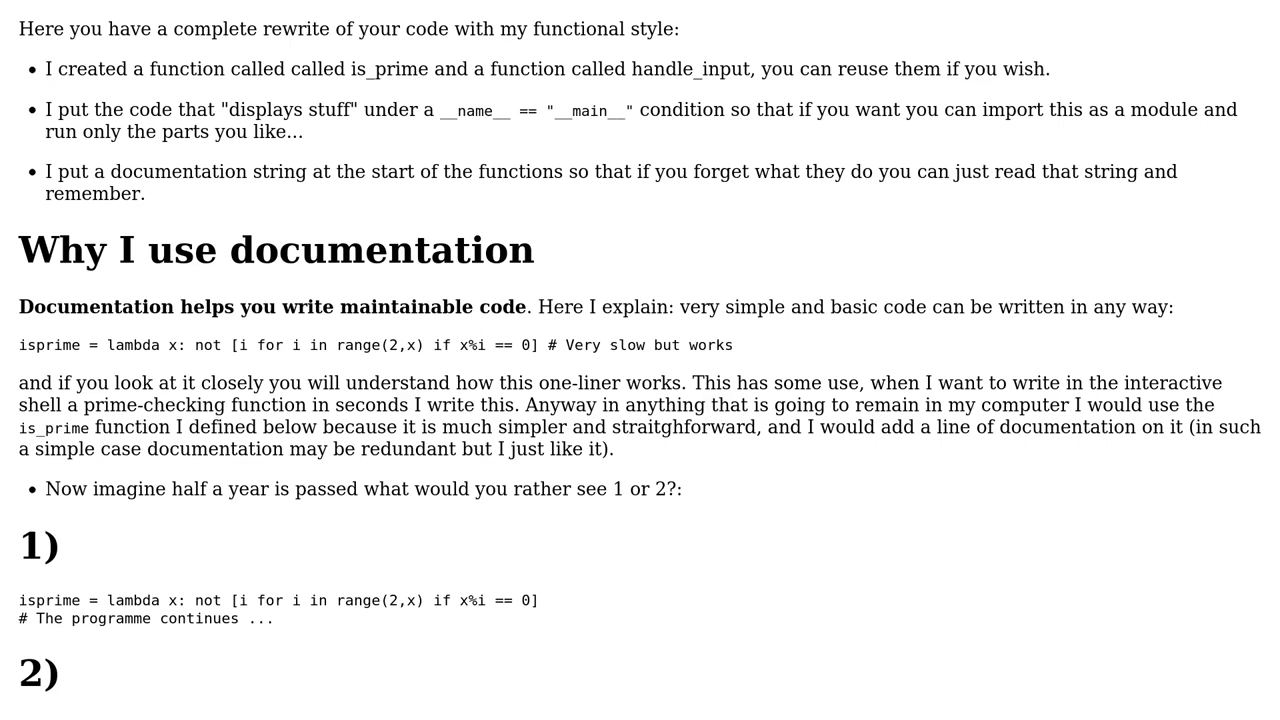 Here you have a complete rewrite of your code with my functional style:
• I created a function called called is_prime and a function called handle_input, you can reuse them if you wish.
• I put the code that "displays stuff" under a __name__ == "__main__" condition so that if you want you can import this as a module and
run only the parts you like...
• I put a documentation string at the start of the functions so that if you forget what they do you can just read that string and
remember.
Why I use documentation
Documentation helps you write maintainable code. Here I explain: very simple and basic code can be written in any way:
isprime = lambda x: not [i for i in range(2,x) if x%i == 0] # Very slow but works
and if you look at it closely you will understand how this one-liner works. This has some use, when I want to write in the interactive
shell a prime-checking function in seconds I write this. Anyway in anything that is going to remain in my computer I would use the
is_prime function I defined below because it is much simpler and straitghforward, and I would add a line of documentation on it (in such
a simple case documentation may be redundant but I just like it).
• Now imagine half a year is passed what would you rather see 1 or 2?:
1)
isprime = lambda x: not [i for i in range(2,x) if x%i == 0]
# The programme continues ...
2)